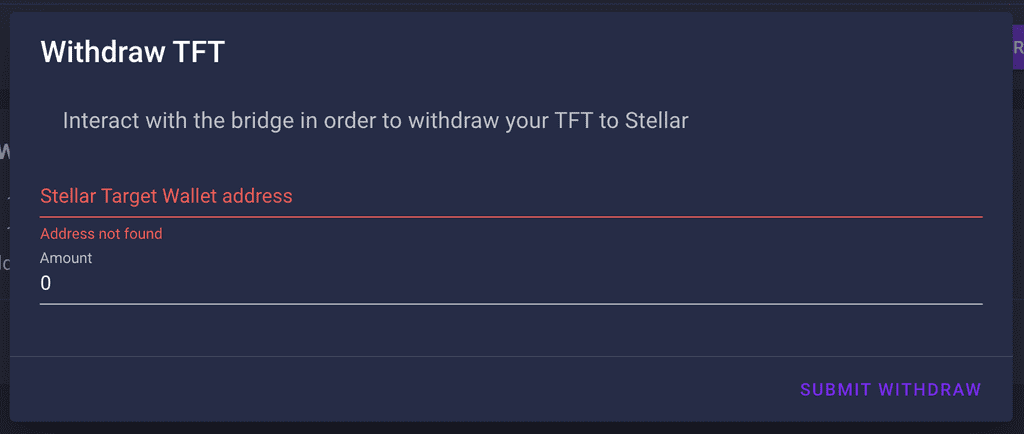 Withdraw TFT
Interact with the bridge in order to withdraw your TFT to Stellar
Stellar Target Wallet address
Address not found
Amount
0
SUBMIT WITHDRAW